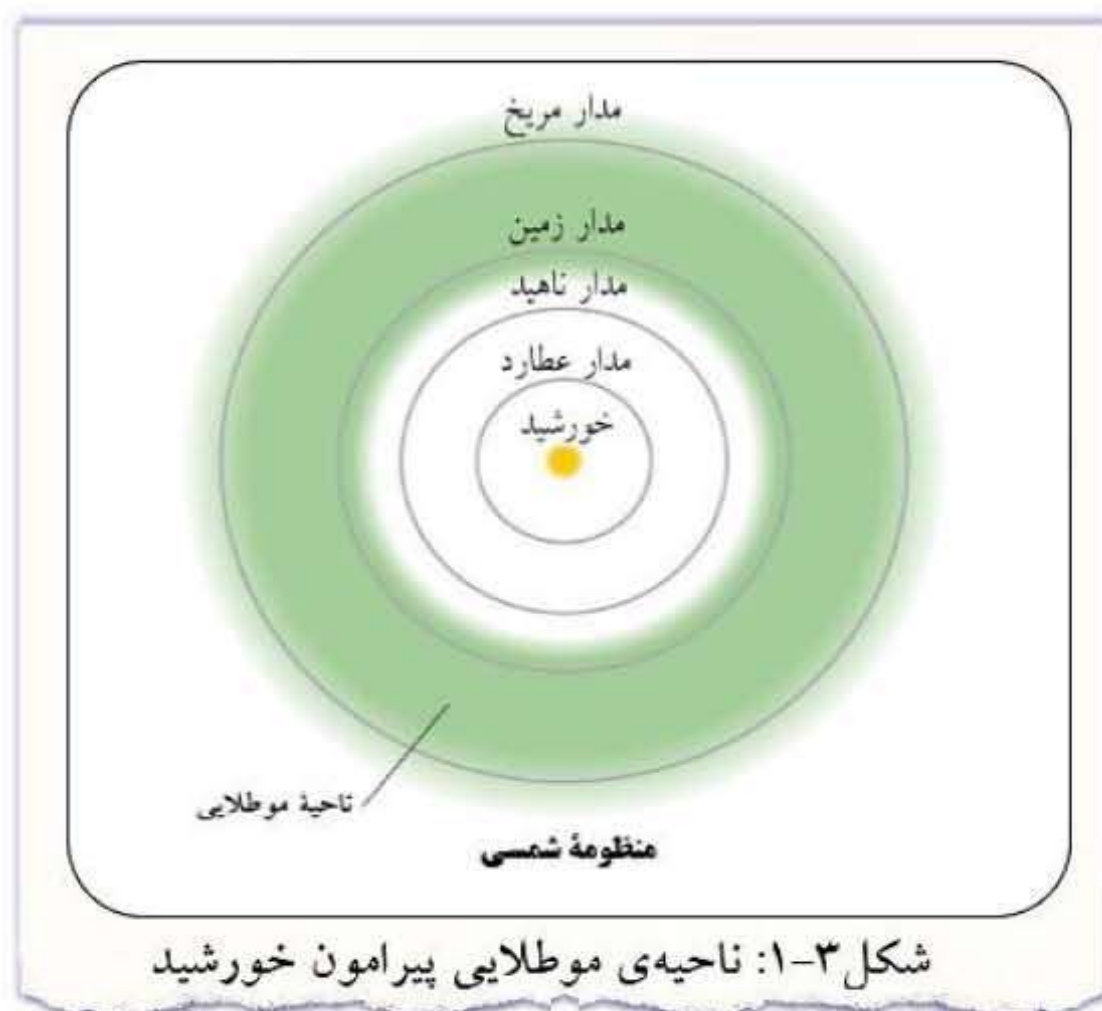 مدار مریخ
مدار زمین
مدار ناهید
مدار عطارد
خورشید
ناحیهٔ موطلایی
منظومهٔ شمسی
شکل۳-۱: ناحیه‌ی موطلایی پیرامون خورشید